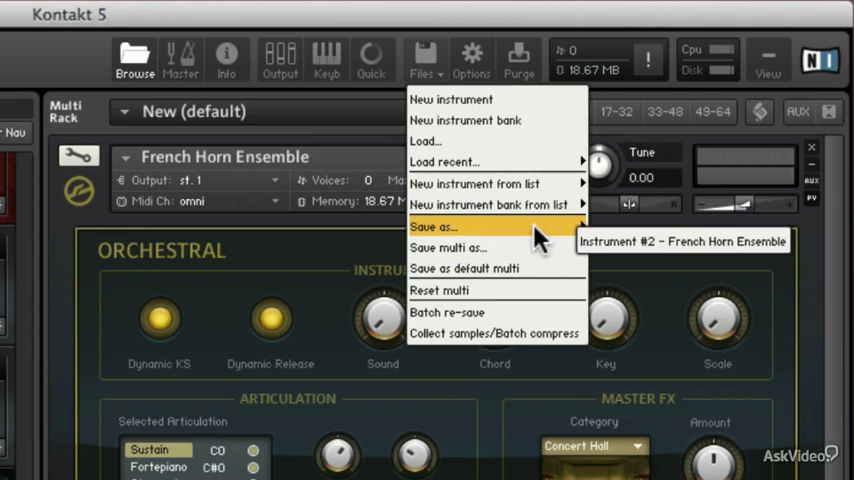 Kontakt 5
Browse Master Info Output Keyb Quick Files Options Purge View
0
18.67 MB
!
Cpu
Disk
NI
Multi
Rack
New (default)
17-32 33-48 49-64 AUX
Nav
New instrument
New instrument bank
Load...
Load recent...
New instrument from list
New instrument bank from list
Save as...
Instrument #2 - French Horn Ensemble
Save multi as...
Save as default multi
Reset multi
Batch re-save
Collect samples/Batch compress
French Horn Ensemble
Output: st. 1 Voices: 0 Ma
Midi Ch: omni Memory: 18.67 M
Tune
0.00
L R
AUX
PV
ORCHESTRAL
INSTRU
Dynamic KS Dynamic Release Sound Chord Key Scale
ARTICULATION
Selected Articulation
Sustain C0
Fortepiano C#0
MASTER FX
Category Amount
Concert Hall
AskVideo